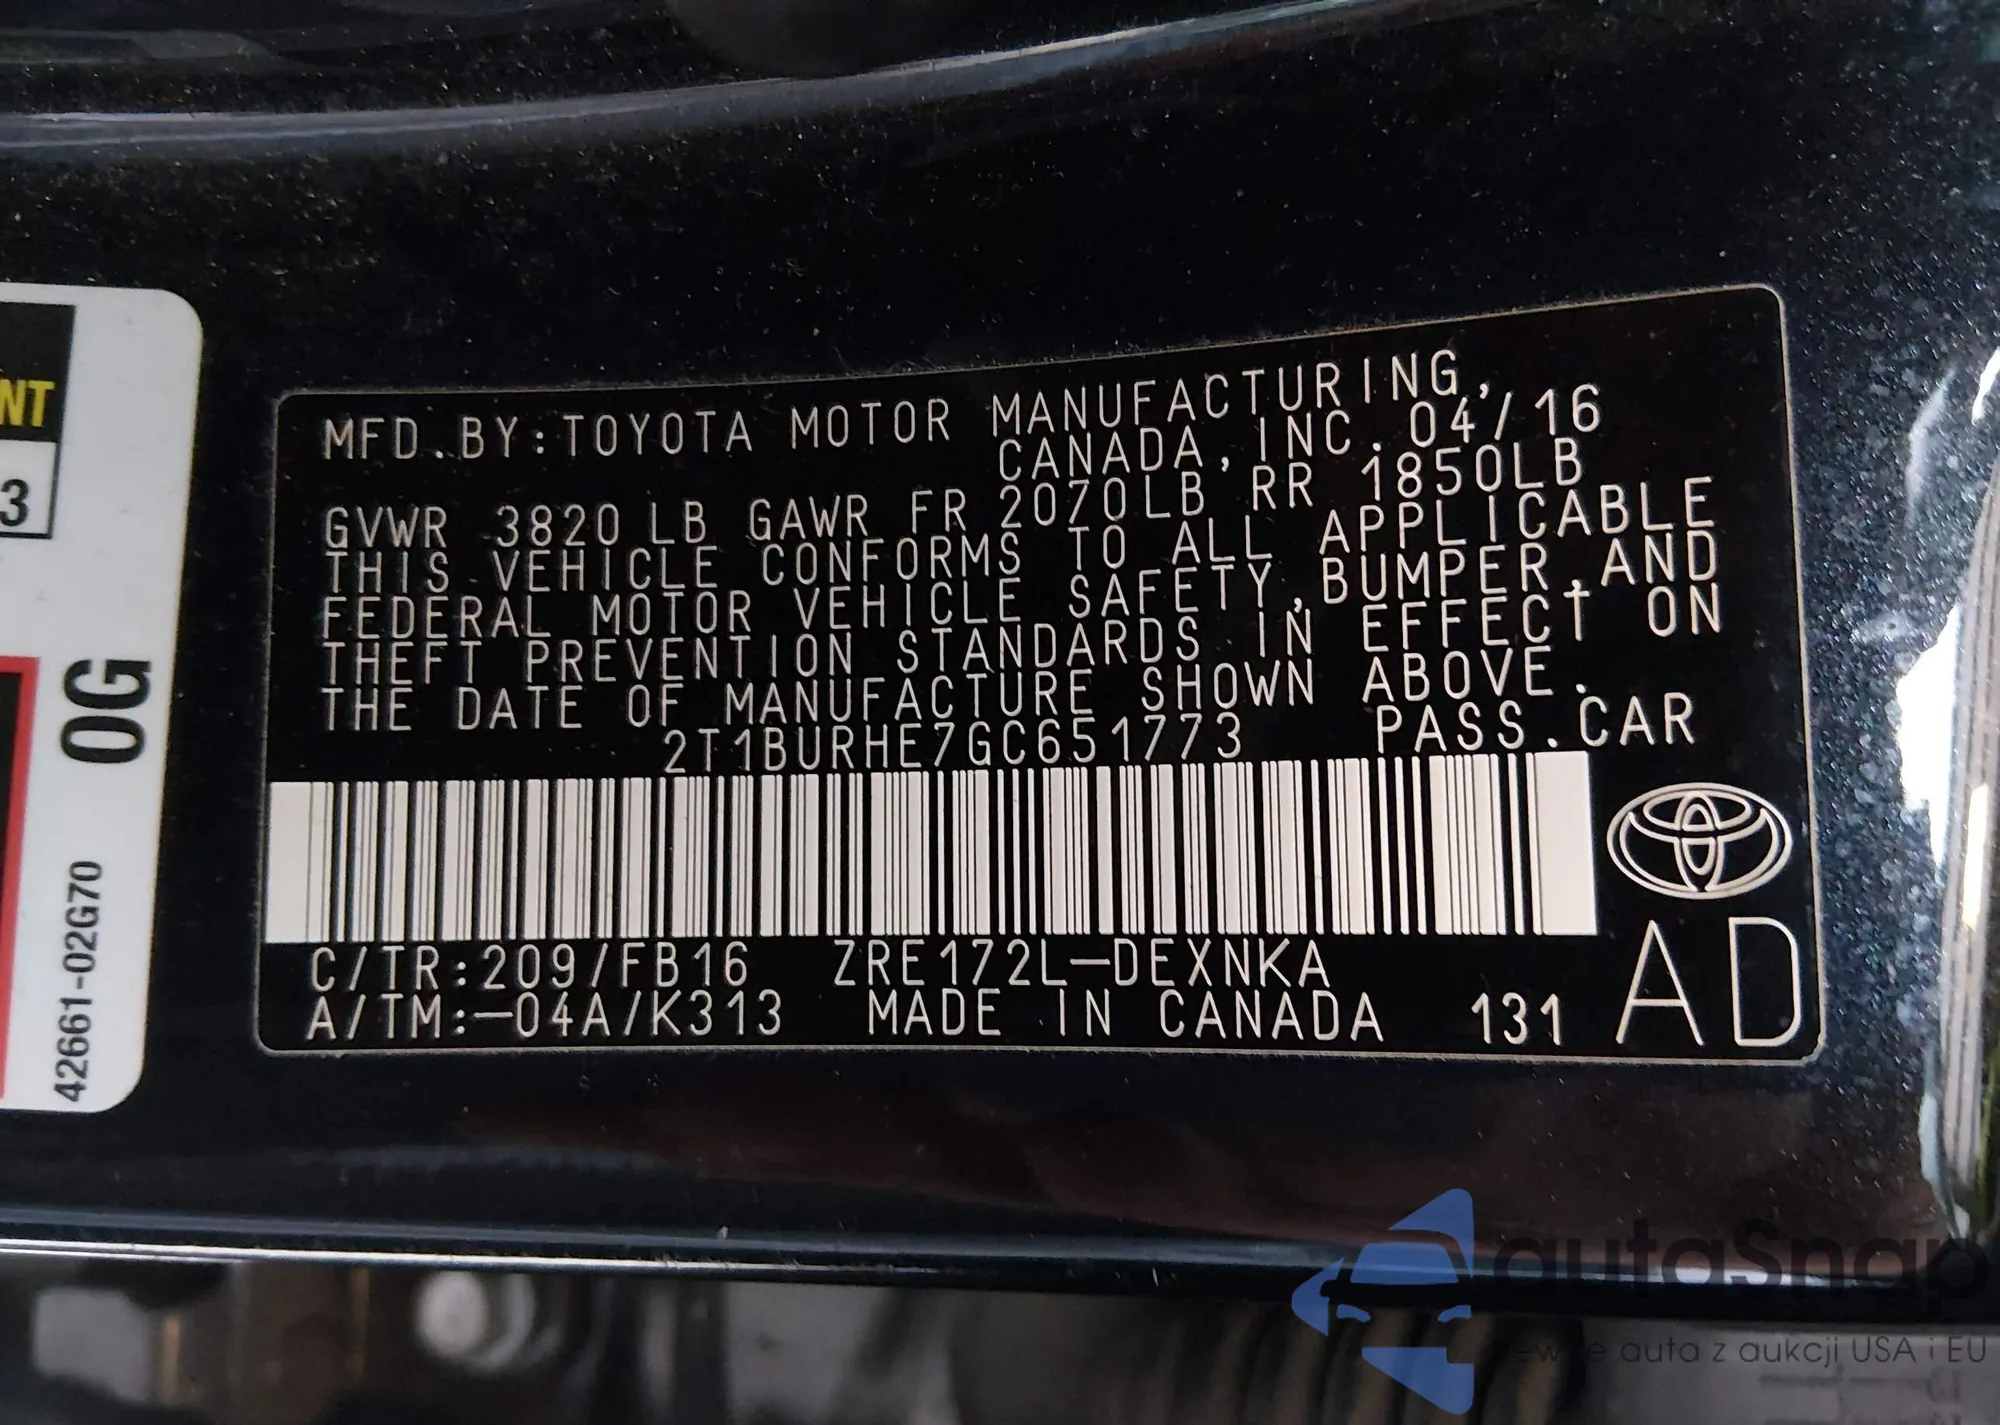 NT
3
0G
42661-02G70
MFD.BY:TOYOTA MOTOR MANUFACTURING,
CANADA,INC. 04/16
GVWR 3820 LB GAWR FR 2070LB RR 1850LB
THIS VEHICLE CONFORMS TO ALL APPLICABLE
FEDERAL MOTOR VEHICLE SAFETY,BUMPER,AND
THEFT PREVENTION STANDARDS IN EFFECT ON
THE DATE OF MANUFACTURE SHOWN ABOVE.
2T1BURHE7GC651773 PASS.CAR
C/TR:209/FB16 ZRE172L-DEXNKA
A/TM:-04A/K313 MADE IN CANADA 131
AD
autaSnap
auta z aukcji USA i EU